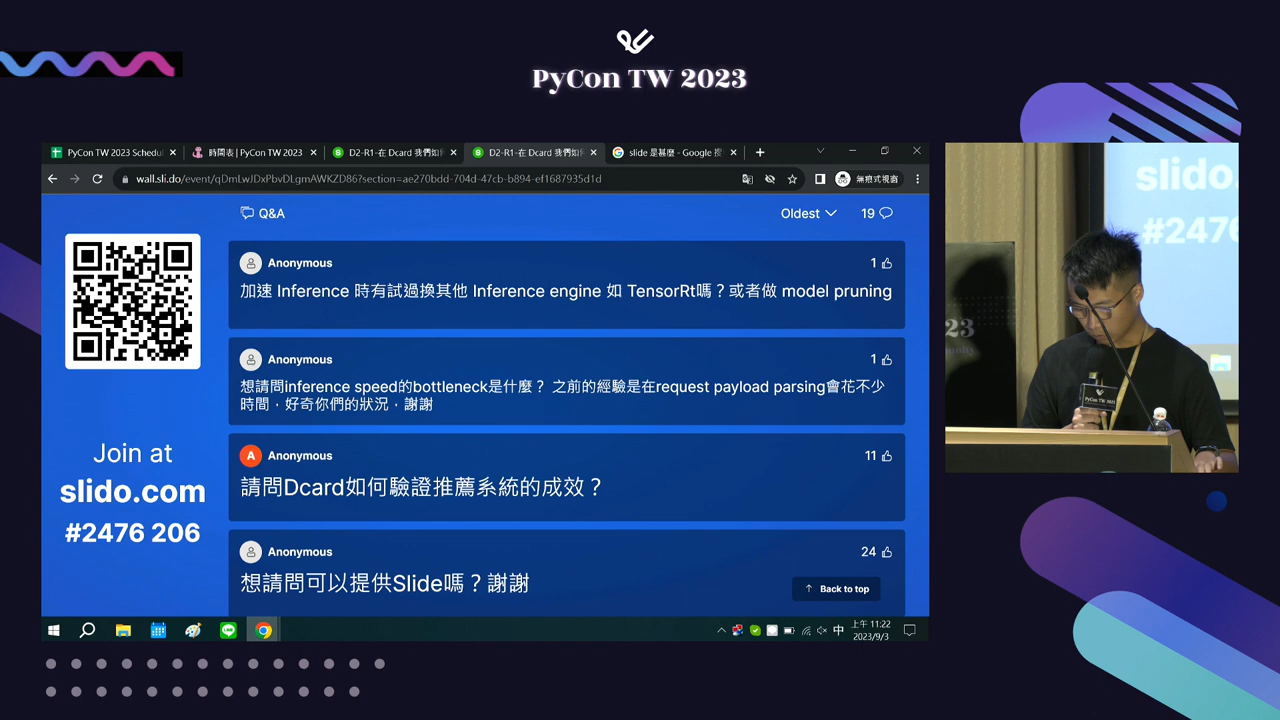 PyCon TW 2023
PyCon TW 2023 Schedul
時間表 | PyCon TW 2023
D2-R1-在 Dcard 我們如何
D2-R1-在 Dcard 我們如何
slide 是甚麼 - Google 搜
wall.sli.do/event/qDmLwJDxPbvDLgmAWKZD86?section=ae270bdd-704d-47cb-b894-ef1687935d1d
無痕式視窗
Q&A
Oldest
19
Anonymous
1
加速 Inference 時有試過換其他 Inference engine 如 TensorRt嗎？或者做 model pruning
Anonymous
1
想請問inference speed的bottleneck是什麼？ 之前的經驗是在request payload parsing會花不少
時間，好奇你們的狀況，謝謝
A
Anonymous
11
請問Dcard如何驗證推薦系統的成效？
Anonymous
24
想請問可以提供Slide嗎？謝謝
Back to top
Join at
slido.com
#2476 206
中
上午 11:22
2023/9/3
slido.
#2476
23
PyCon TW 2023